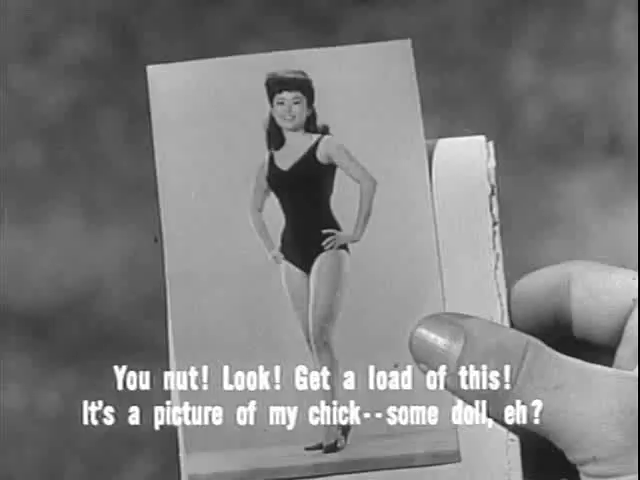 You nut! Look! Get a load of this!
It's a picture of my chick--some doll, eh?